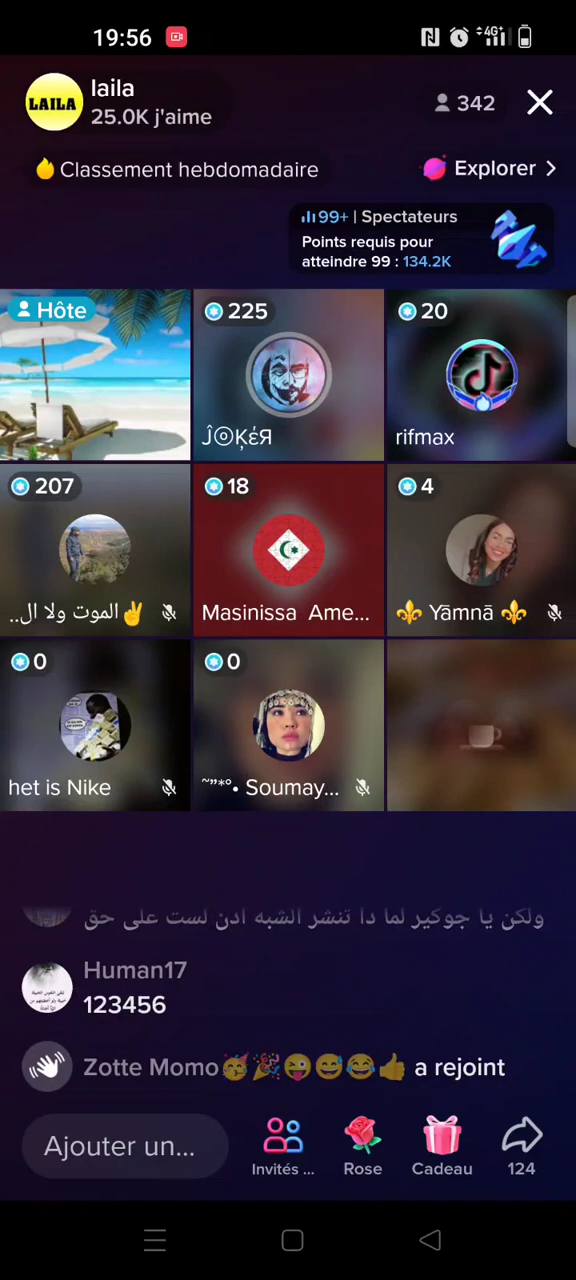 19:56
4G+
LAILA
laila
25.0K j'aime
342
Classement hebdomadaire
Explorer
99+ | Spectateurs
Points requis pour
atteindre 99 : 134.2K
Hôte
225
20
Ĵ⦾ĶέЯ
rifmax
207
18
4
الموت ولا ال..✌️
Masinissa Ame...
⚜️ Yāmnā ⚜️
0
0
het is Nike
~”*°• Soumay...
ولكن يا جوكير لما دا تنشر الشبه ادن لست على حق
Human17
123456
Zotte Momo🥳🎉😜😅😂👍 a rejoint
Ajouter un...
Invités ...
Rose
Cadeau
124